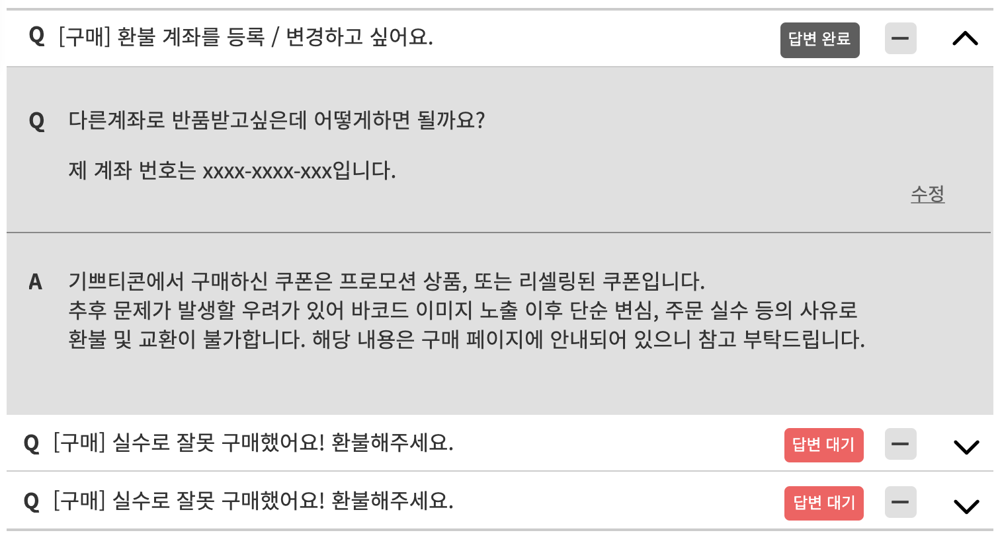 Q [구매] 환불 계좌를 등록 / 변경하고 싶어요. 답변 완료
Q 다른계좌로 반품받고싶은데 어떻게하면 될까요?
제 계좌 번호는 xxxx-xxxx-xxx입니다.
수정
A 기쁘티콘에서 구매하신 쿠폰은 프로모션 상품, 또는 리셀링된 쿠폰입니다.
추후 문제가 발생할 우려가 있어 바코드 이미지 노출 이후 단순 변심, 주문 실수 등의 사유로
환불 및 교환이 불가합니다. 해당 내용은 구매 페이지에 안내되어 있으니 참고 부탁드립니다.
Q [구매] 실수로 잘못 구매했어요! 환불해주세요. 답변 대기
Q [구매] 실수로 잘못 구매했어요! 환불해주세요. 답변 대기